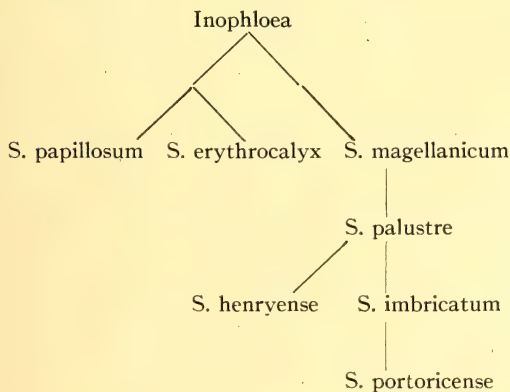 Inophloea
S. papillosum S. erythrocalyx S. magellanicum
S. palustre
S. henryense S. imbricatum
S. portoricense